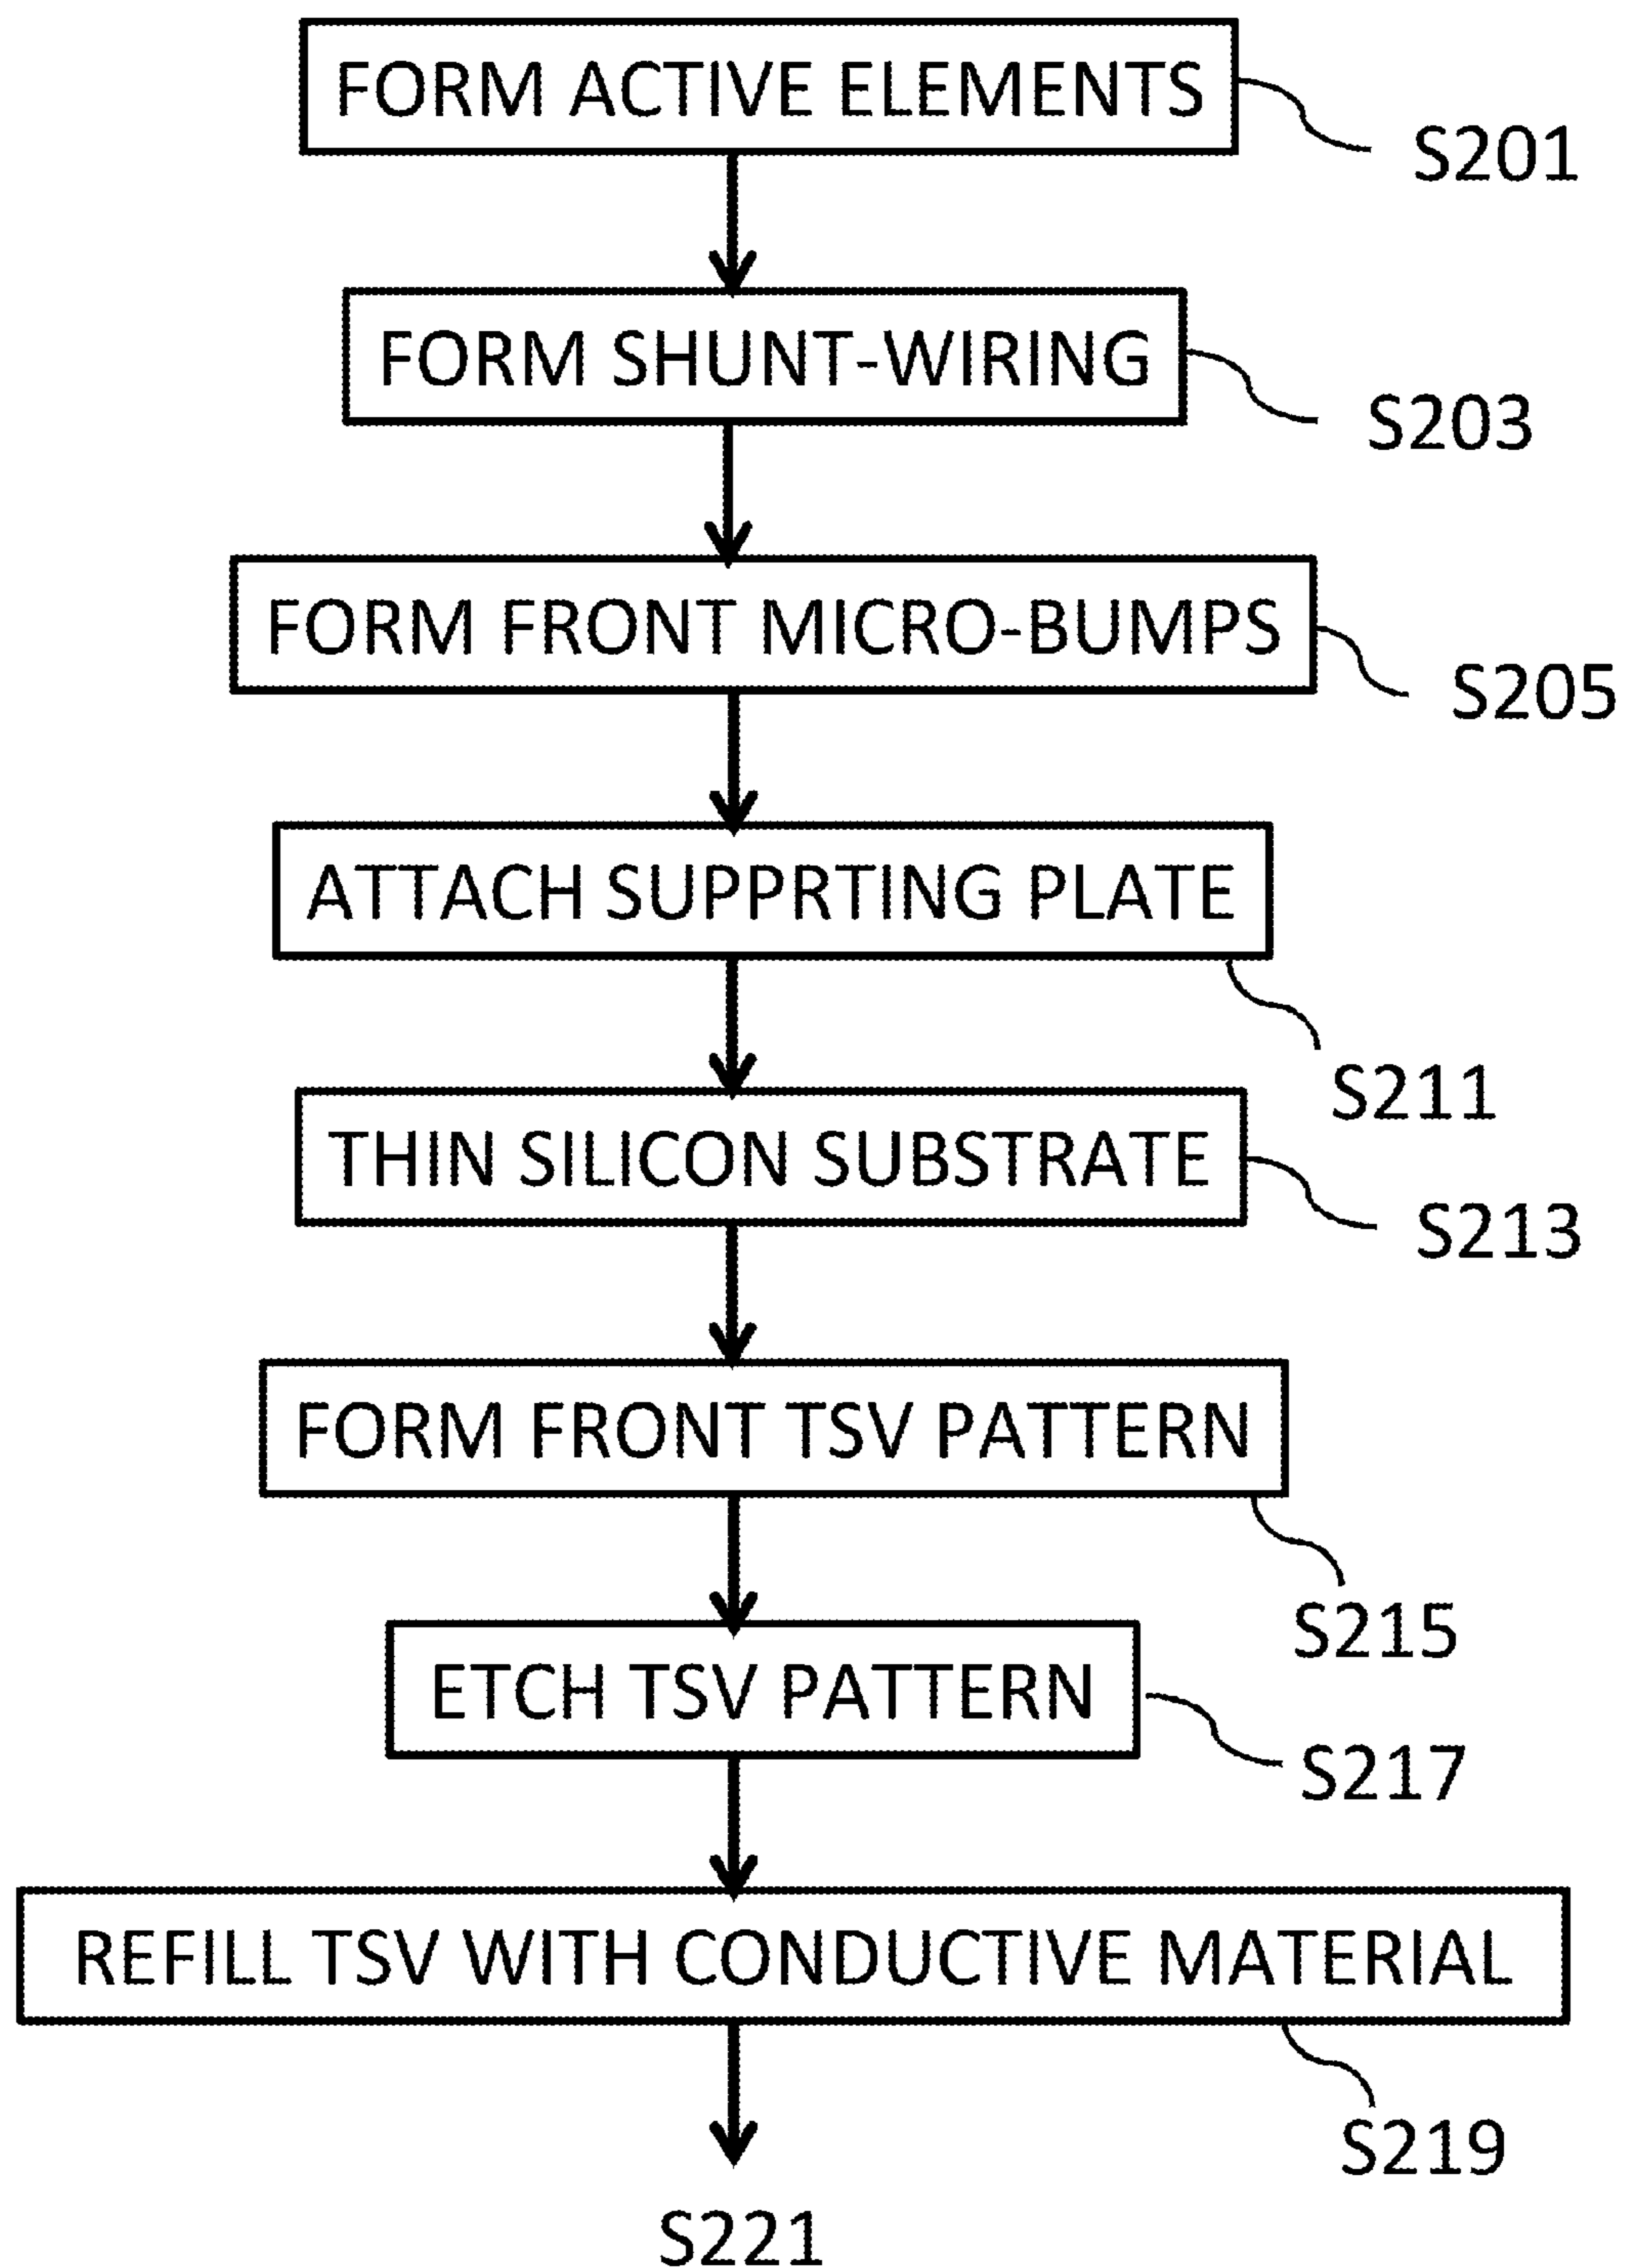 FORM ACTIVE ELEMENTS
S201
FORM SHUNT-WIRING
S203
FORM FRONT MICRO-BUMPS
S205
ATTACH SUPPRTING PLATE
S211
THIN SILICON SUBSTRATE
S213
FORM FRONT TSV PATTERN
S215
ETCH TSV PATTERN
S217
REFILL TSV WITH CONDUCTIVE MATERIAL
S219
S221